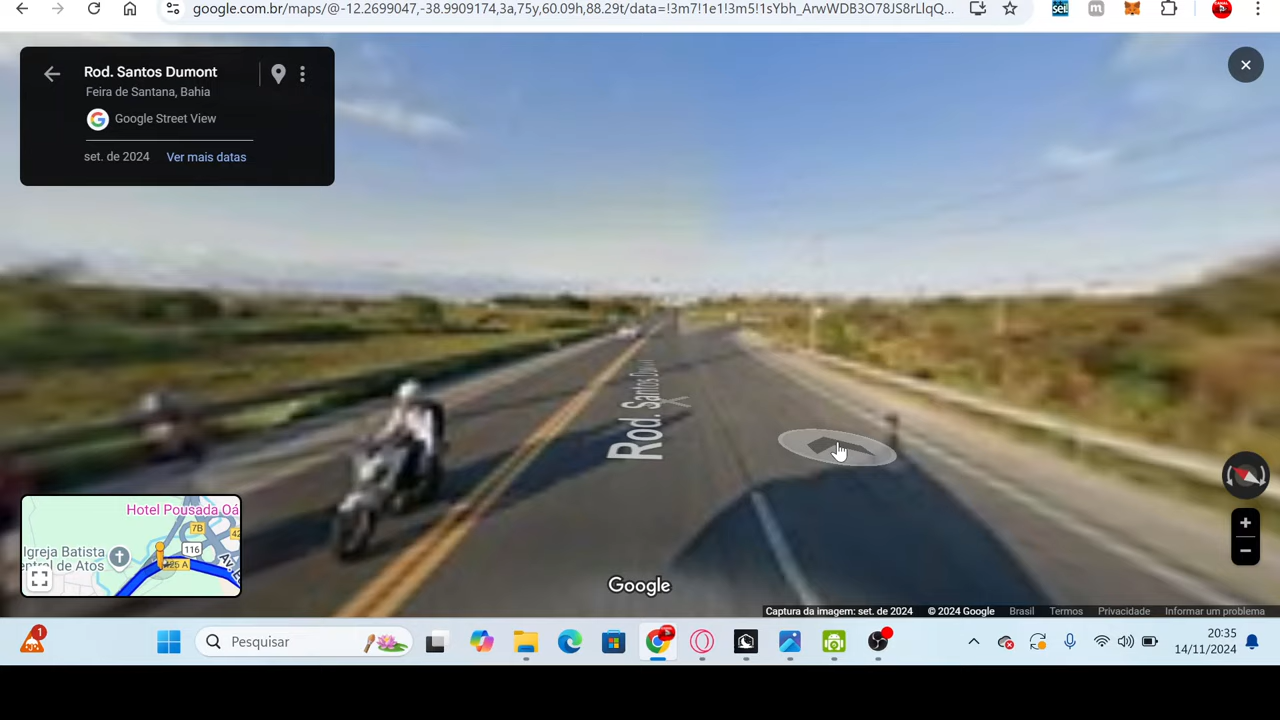 google.com.br/maps/@-12.2699047,-38.9909174,3a,75y,60.09h,88.29t/data=!3m7!1e1!3m5!1sYbh_ArwWDB3O78JS8rLlqQ...
Rod. Santos Dumont
Feira de Santana, Bahia
Google Street View
set. de 2024 Ver mais datas
Rod. Santos Dumont
Hotel Pousada Oá
7B
116
Igreja Batista
entral de Atos
Google
Captura da imagem: set. de 2024 © 2024 Google Brasil Termos Privacidade Informar um problema
1
Pesquisar
20:35
14/11/2024